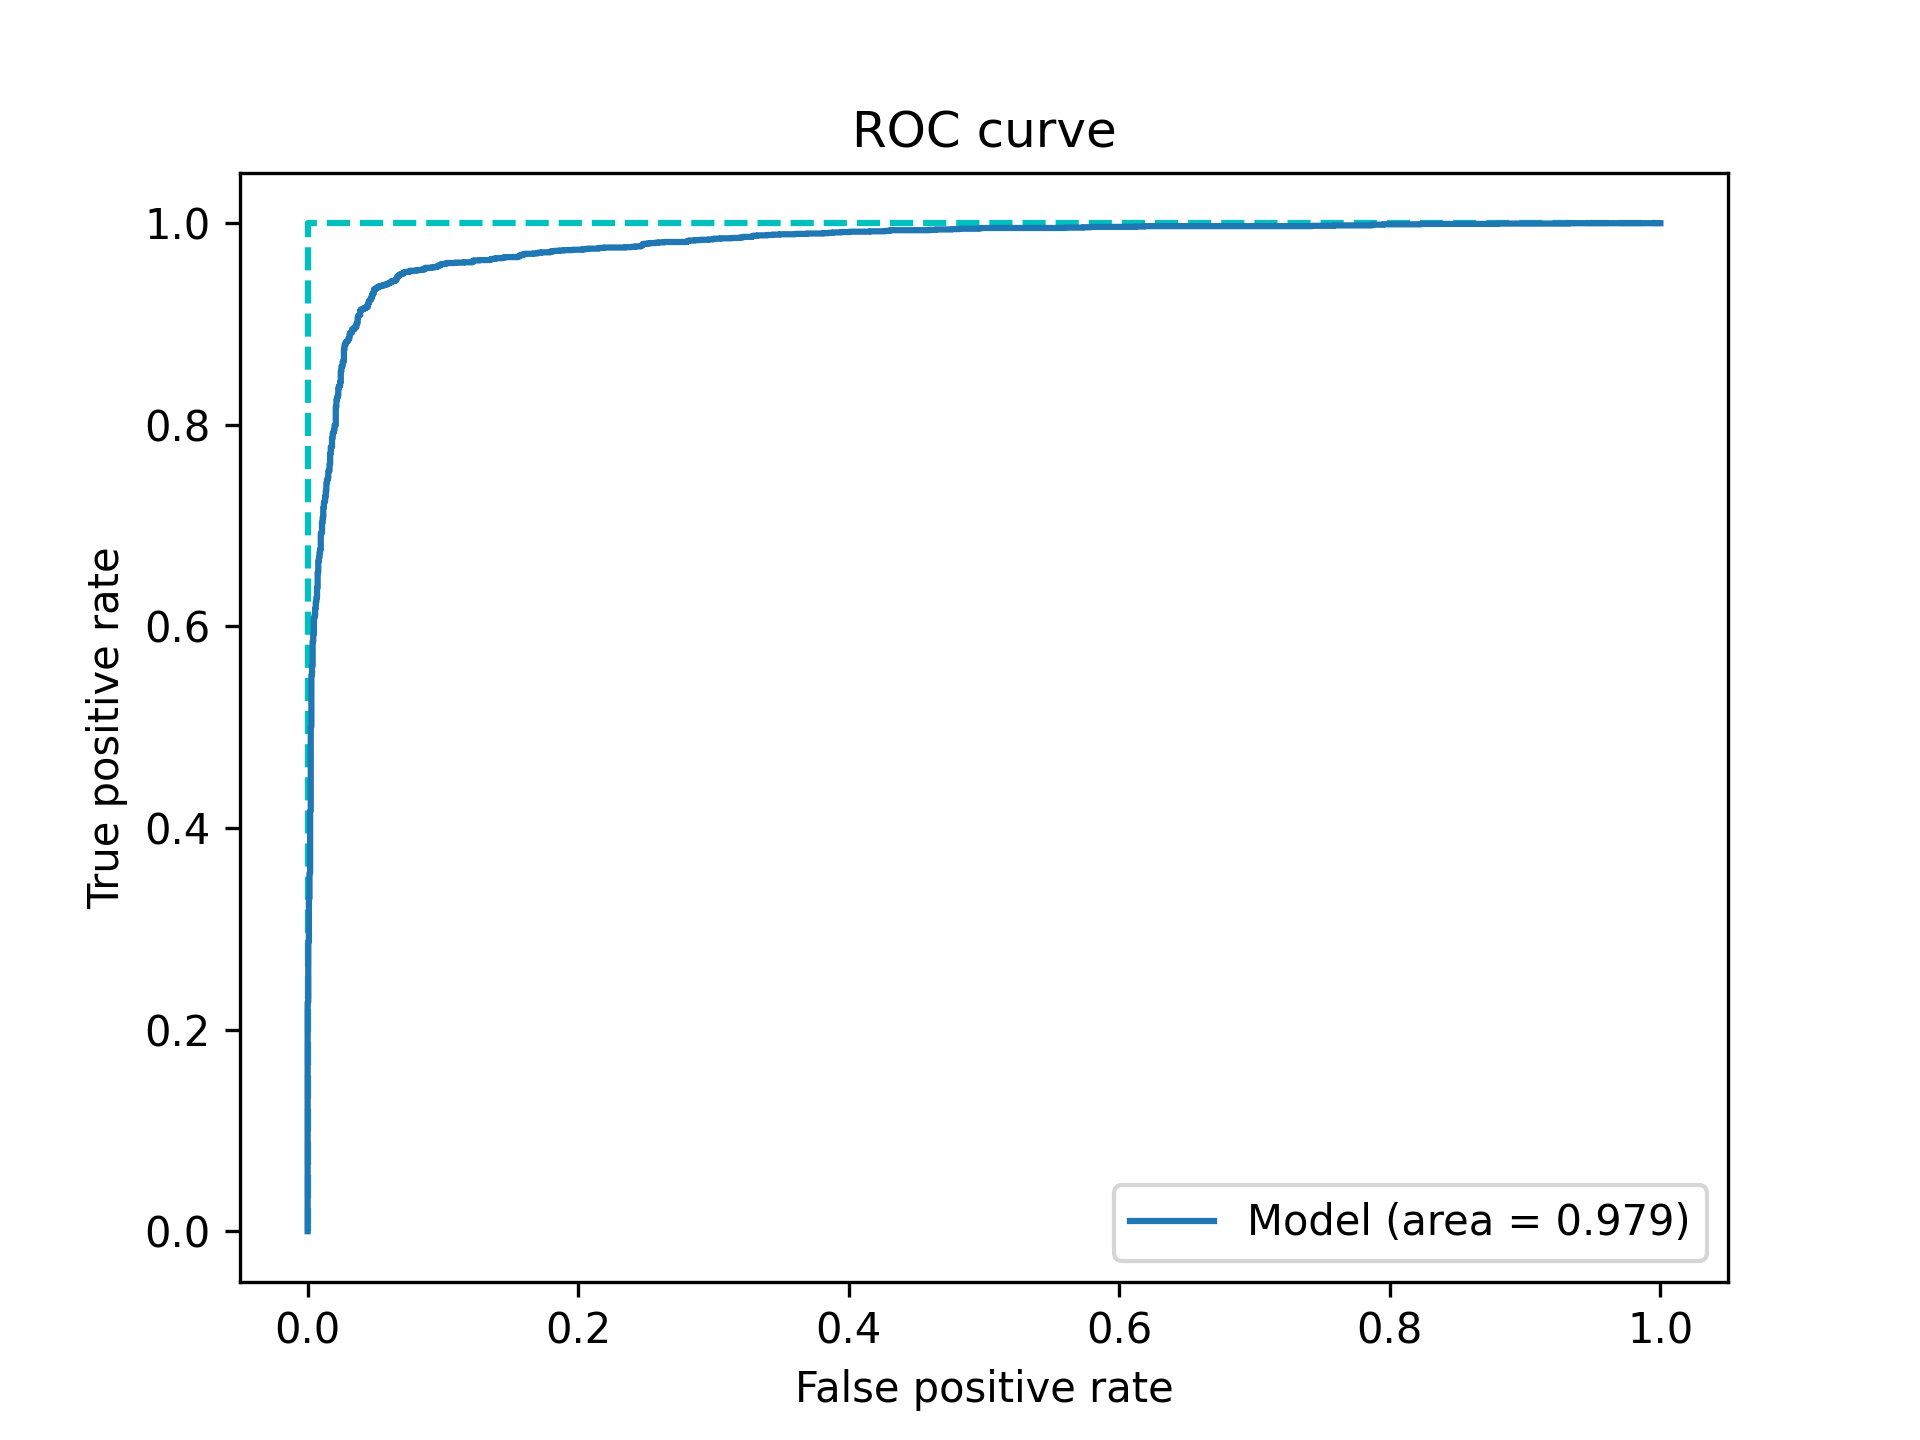 ROC curve
1.0
0.8
0.6
0.4
0.2
0.0
True positive rate
Model (area = 0.979)
0.0 0.2 0.4 0.6 0.8 1.0
False positive rate